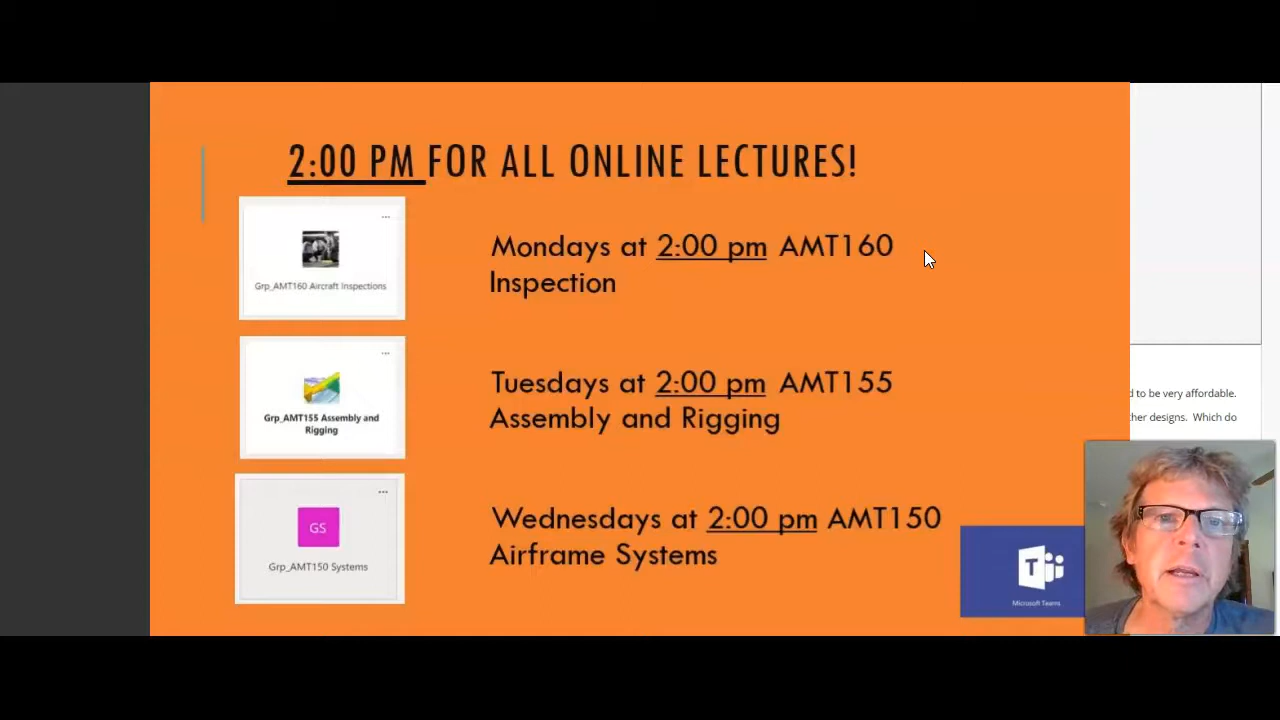 2:00 PM FOR ALL ONLINE LECTURES!
...
Grp_AMT160 Aircraft Inspections
Mondays at 2:00 pm AMT160
Inspection
...
Grp_AMT155 Assembly and
Rigging
Tuesdays at 2:00 pm AMT155
Assembly and Rigging
...
GS
Grp_AMT150 Systems
Wednesdays at 2:00 pm AMT150
Airframe Systems
T
Microsoft Teams
d to be very affordable.
her designs. Which do